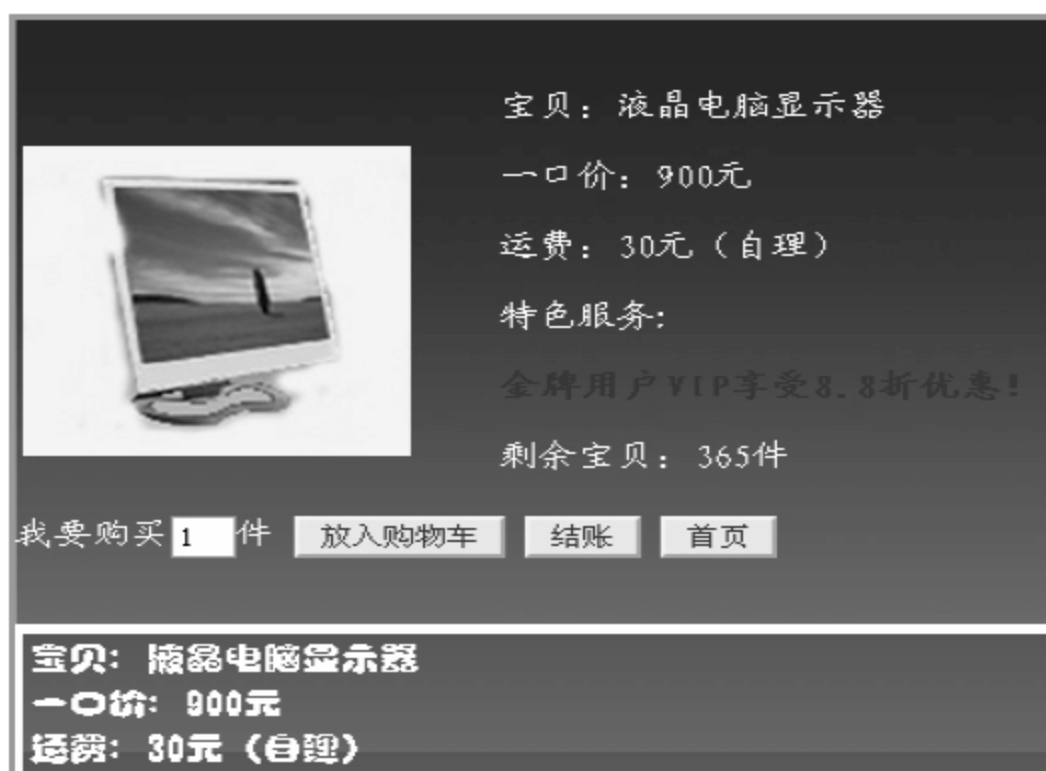 宝贝：液晶电脑显示器
一口价：900元
运费：30元（自理）
特色服务:
金牌用户VIP享受8.8折优惠！
剩余宝贝：365件
我要购买 1 件 放入购物车 结账 首页
宝贝：液晶电脑显示器
一口价：900元
运费：30元（自理）